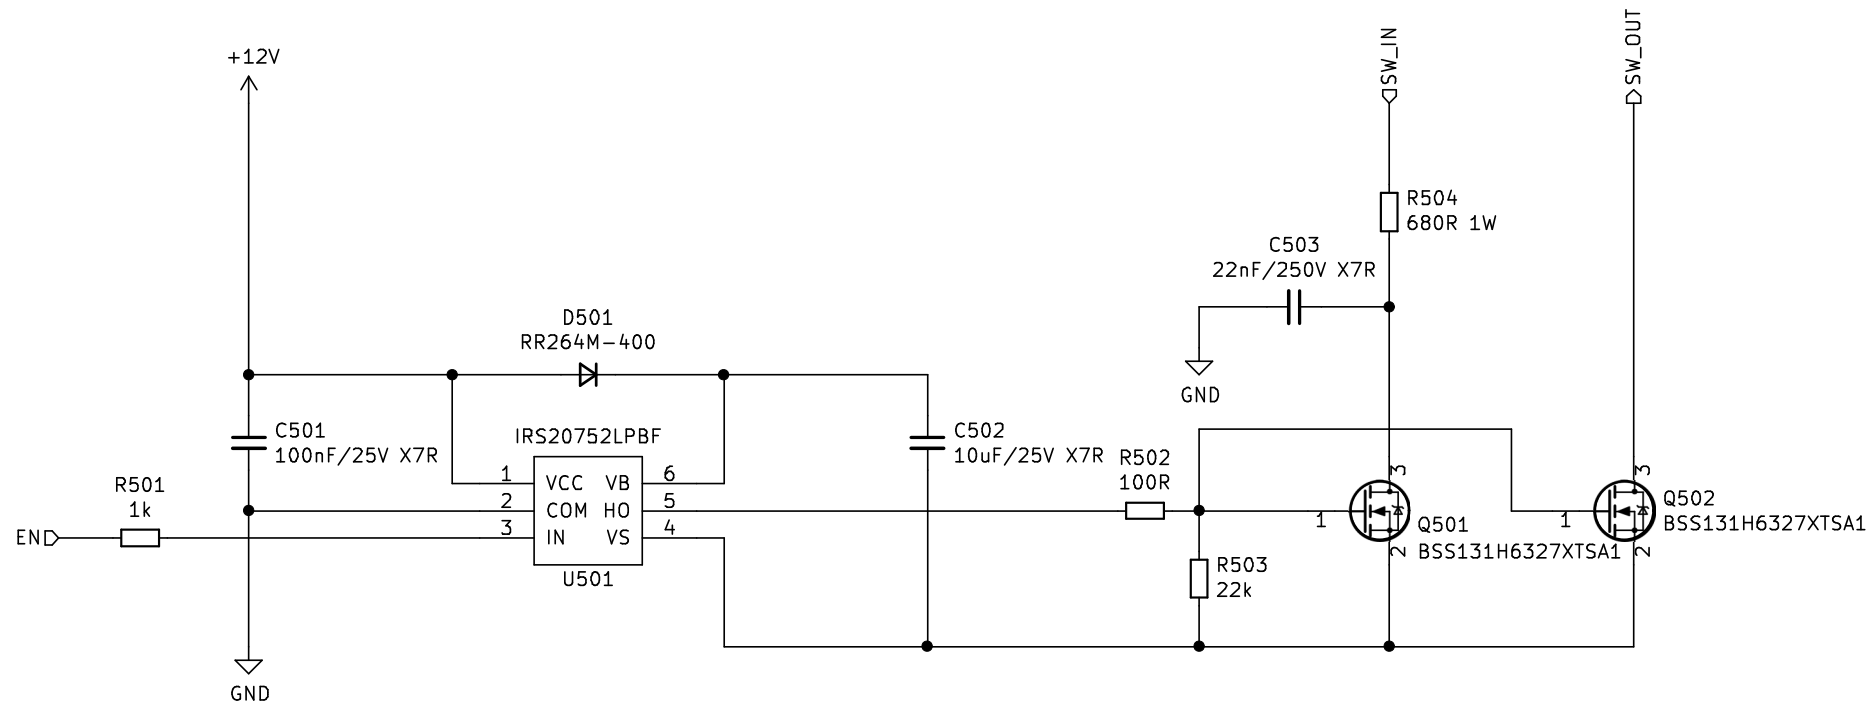 +12V
SW_IN
SW_OUT
R504
680R 1W
C503
22nF/250V X7R
GND
D501
RR264M-400
C501
100nF/25V X7R
IRS20752LPBF
C502
10uF/25V X7R
R502
100R
R501
1k
EN
1
2
3
VCC
COM
IN
VB
HO
VS
6
5
4
U501
R503
22k
1
3
2
Q501
BSS131H6327XTSA1
1
3
2
Q502
BSS131H6327XTSA1
GND